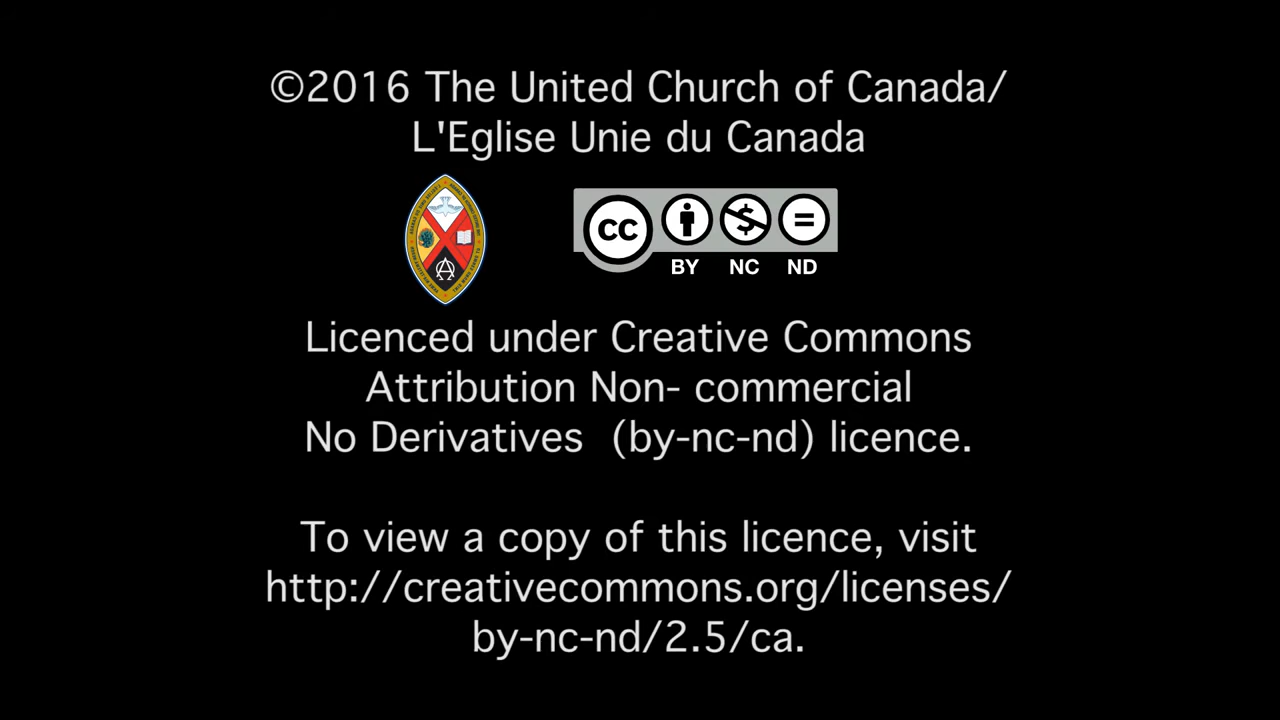 ©2016 The United Church of Canada/
L'Eglise Unie du Canada
cc
BY NC ND
Licenced under Creative Commons
Attribution Non- commercial
No Derivatives (by-nc-nd) licence.
To view a copy of this licence, visit
http://creativecommons.org/licenses/
by-nc-nd/2.5/ca.